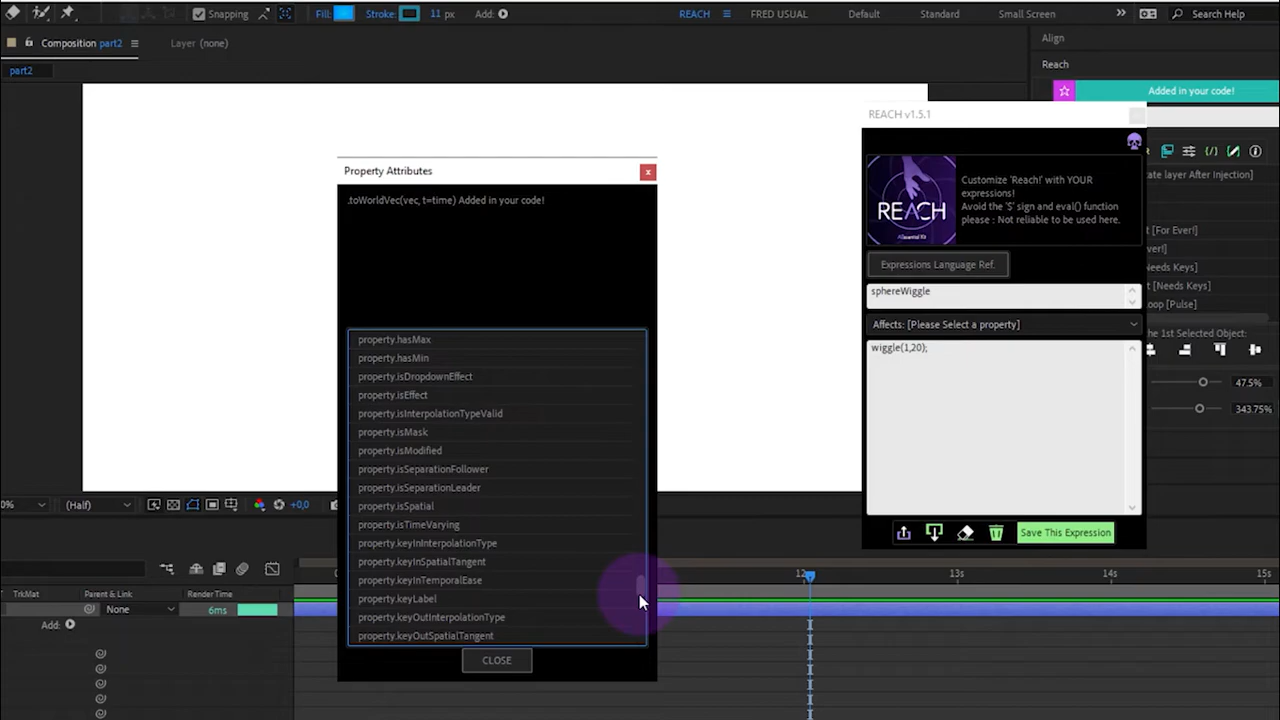 Snapping
Fill:
Stroke:
11 px
Add:
REACH
FRED USUAL
Default
Standard
Small Screen
Search Help
Composition part2
Layer (none)
Align
part2
Reach
Added in your code!
REACH v1.5.1
Property Attributes
.toWorldVec(vec, t=time) Added in your code!
REACH
Customize 'Reach!' with YOUR
expressions!
Avoid the '$' sign and eval() function
please : Not reliable to be used here.
Expressions Language Ref.
sphereWiggle
Affects: [Please Select a property]
wiggle(1,20);
Save This Expression
tate layer After Injection]
t [For Ever!]
ver!]
Needs Keys]
t [Needs Keys]
oop [Pulse]
the 1st Selected Object:
47.5%
343.75%
property.hasMax
property.hasMin
property.isDropdownEffect
property.isEffect
property.isInterpolationTypeValid
property.isMask
property.isModified
property.isSeparationFollower
property.isSeparationLeader
property.isSpatial
property.isTimeVarying
property.keyInInterpolationType
property.keyInSpatialTangent
property.keyInTemporalEase
property.keyLabel
property.keyOutInterpolationType
property.keyOutSpatialTangent
CLOSE
0%
(Half)
+0,0
12
13s
14s
15s
TrkMat
Parent & Link
Render Time
None
6ms
Add: